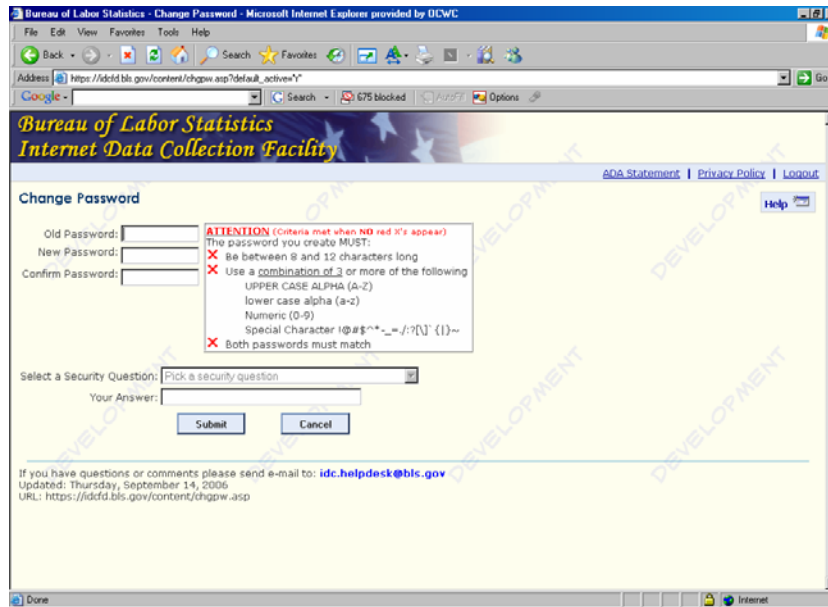 Bureau of Labor Statistics - Change Password - Microsoft Internet Explorer provided by OCWC
File Edit View Favorites Tools Help
Back Search Favorites
Address https://idcfd.bls.gov/content/chgpw.asp?default_active="r" Go
Google - Search 675 blocked AutoFill Options
Bureau of Labor Statistics
Internet Data Collection Facility
ADA Statement | Privacy Policy | Logout
Change Password
Help
Old Password:
New Password:
Confirm Password:
ATTENTION (Criteria met when NO red X's appear)
The password you create MUST:
Be between 8 and 12 characters long
Use a combination of 3 or more of the following
UPPER CASE ALPHA (A-Z)
lower case alpha (a-z)
Numeric (0-9)
Special Character !@#$^*-_=./:?[\]`{|}~
Both passwords must match
Select a Security Question: Pick a security question
Your Answer:
Submit Cancel
If you have questions or comments please send e-mail to: idc.helpdesk@bls.gov
Updated: Thursday, September 14, 2006
URL: https://idcfd.bls.gov/content/chgpw.asp
DEVELOPMENT
Done Internet